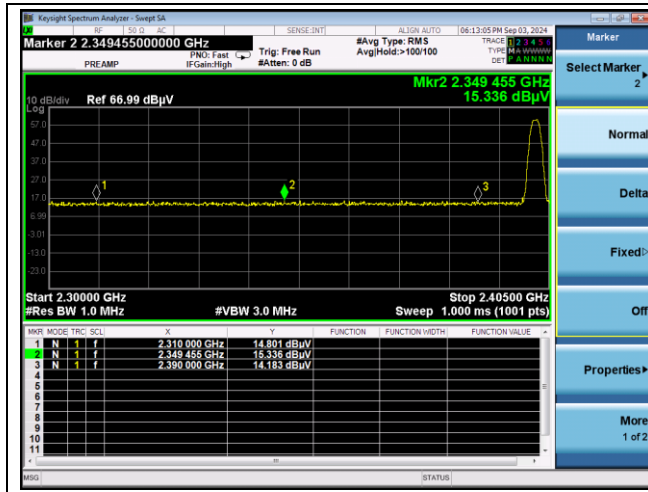 Keysight Spectrum Analyzer - Swept SA
RF 50 Ω AC SENSE:INT ALIGN AUTO 06:13:05 PM Sep 03, 2024
Marker 2 2.349455000000 GHz
PREAMP
PNO: Fast
IFGain:High
Trig: Free Run
#Atten: 0 dB
#Avg Type: RMS
Avg|Hold:>100/100
TRACE 1 2 3 4 5 6
TYPE MAWWWW
DET PANNNN
Mkr2 2.349 455 GHz
15.336 dBµV
10 dB/div Ref 66.99 dBµV
Log
57.0
47.0
37.0
27.0
17.0
6.99
-3.01
-13.0
-23.0
1
2
3
Start 2.30000 GHz Stop 2.40500 GHz
#Res BW 1.0 MHz #VBW 3.0 MHz Sweep 1.000 ms (1001 pts)
MKR MODE TRC SCL X Y FUNCTION FUNCTION WIDTH FUNCTION VALUE
1 N 1 f 2.310 000 GHz 14.801 dBµV
2 N 1 f 2.349 455 GHz 15.336 dBµV
3 N 1 f 2.390 000 GHz 14.183 dBµV
4
5
6
7
8
9
10
11
MSG STATUS
Marker
Select Marker
2
Normal
Delta
Fixed
Off
Properties
More
1 of 2